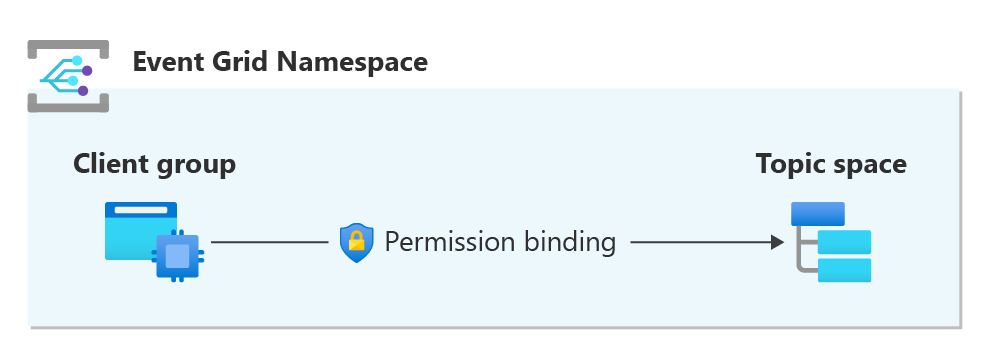 Event Grid Namespace
Client group
Topic space
Permission binding